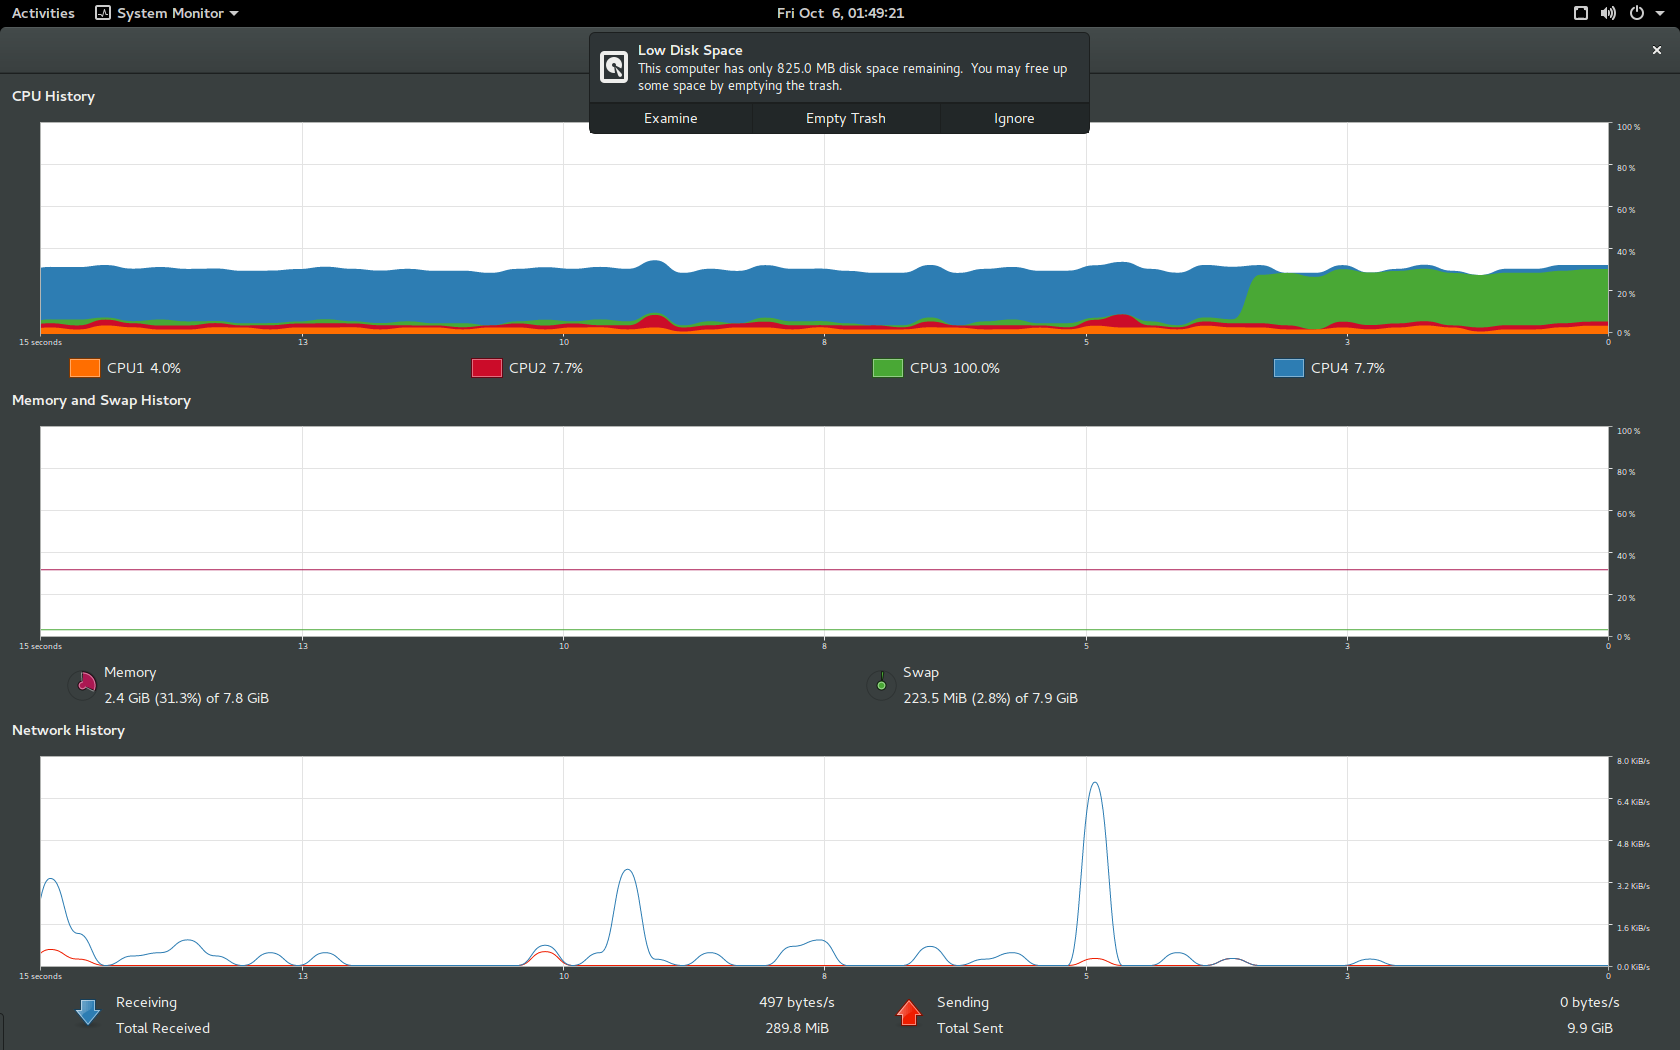 Activities
System Monitor
Fri Oct 6, 01:49:21
Low Disk Space
This computer has only 825.0 MB disk space remaining. You may free up
some space by emptying the trash.
Examine
Empty Trash
Ignore
CPU History
100 %
80 %
60 %
40 %
20 %
0 %
15 seconds 13 10 8 5 3 0
CPU1 4.0% CPU2 7.7% CPU3 100.0% CPU4 7.7%
Memory and Swap History
100 %
80 %
60 %
40 %
20 %
0 %
15 seconds 13 10 8 5 3 0
Memory
2.4 GiB (31.3%) of 7.8 GiB
Swap
223.5 MiB (2.8%) of 7.9 GiB
Network History
8.0 KiB/s
6.4 KiB/s
4.8 KiB/s
3.2 KiB/s
1.6 KiB/s
0.0 KiB/s
15 seconds 13 10 8 5 3 0
Receiving 497 bytes/s
Total Received 289.8 MiB
Sending 0 bytes/s
Total Sent 9.9 GiB